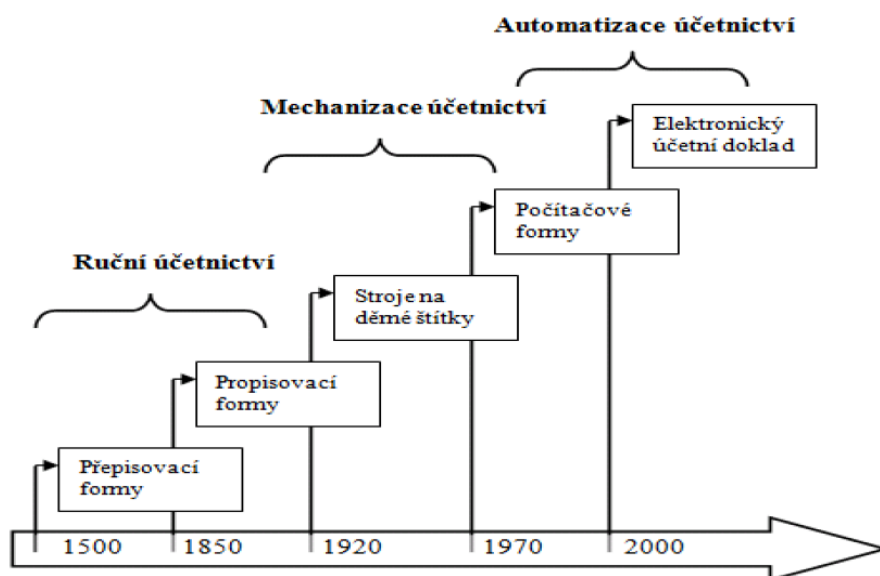 Automatizace účetnictví
Mechanizace účetnictví
Elektronický
účetní doklad
Počítačové
formy
Ruční účetnictví
Stroje na
děrné štítky
Propisovací
formy
Přepisovací
formy
1500
1850
1920
1970
2000